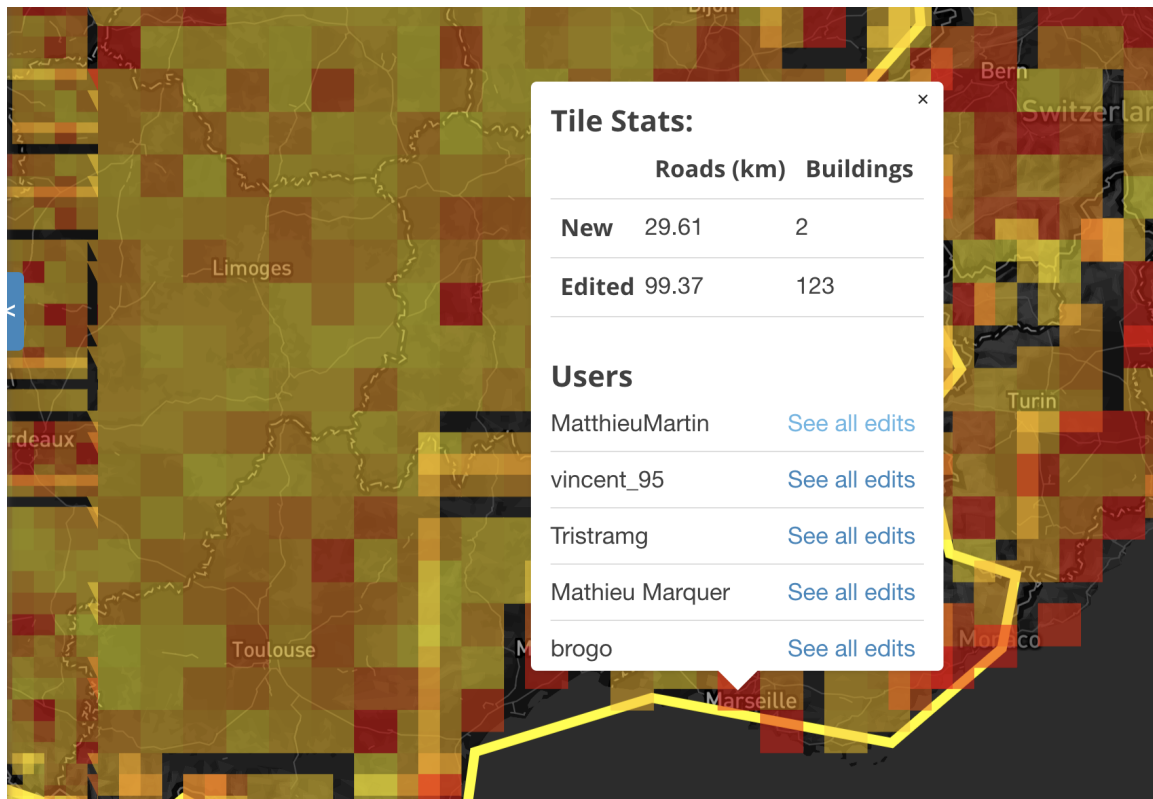 Dijon
Bern
Switzerlan
×
Tile Stats:
Roads (km) Buildings
New 29.61 2
Edited 99.37 123
Limoges
Users
MatthieuMartin See all edits
Turin
rdeaux
vincent_95 See all edits
Tristramg See all edits
Mathieu Marquer See all edits
Monaco
Toulouse
M
brogo See all edits
Marseille